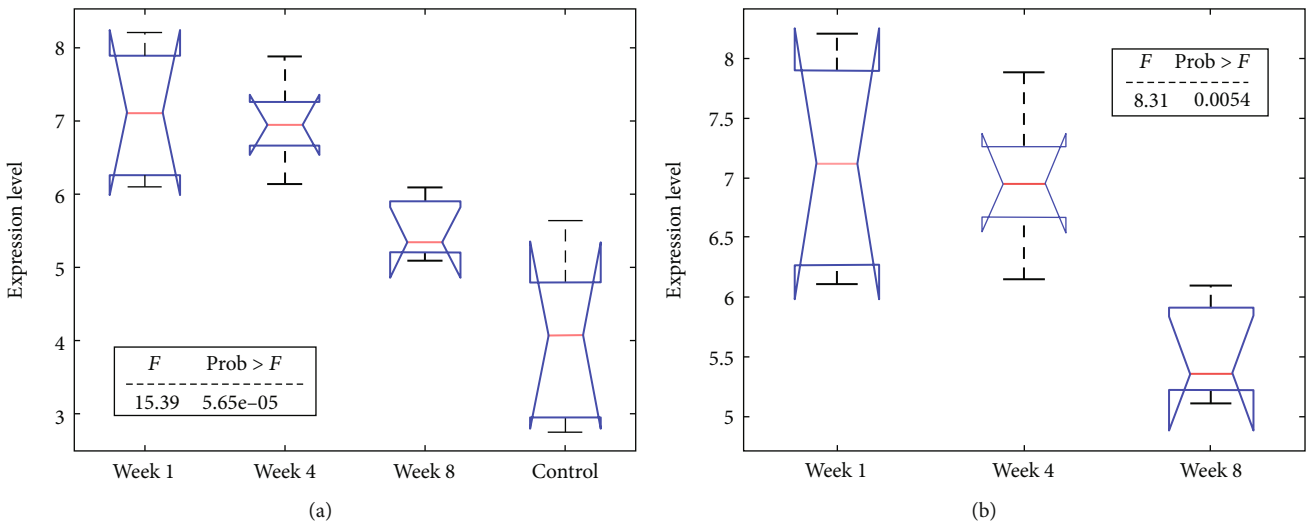 8
7
6
5
4
3
Expression level
F Prob > F
15.39 5.65e–05
Week 1 Week 4 Week 8 Control
(a)
8
7.5
7
6.5
6
5.5
5
Expression level
F Prob > F
8.31 0.0054
Week 1 Week 4 Week 8
(b)